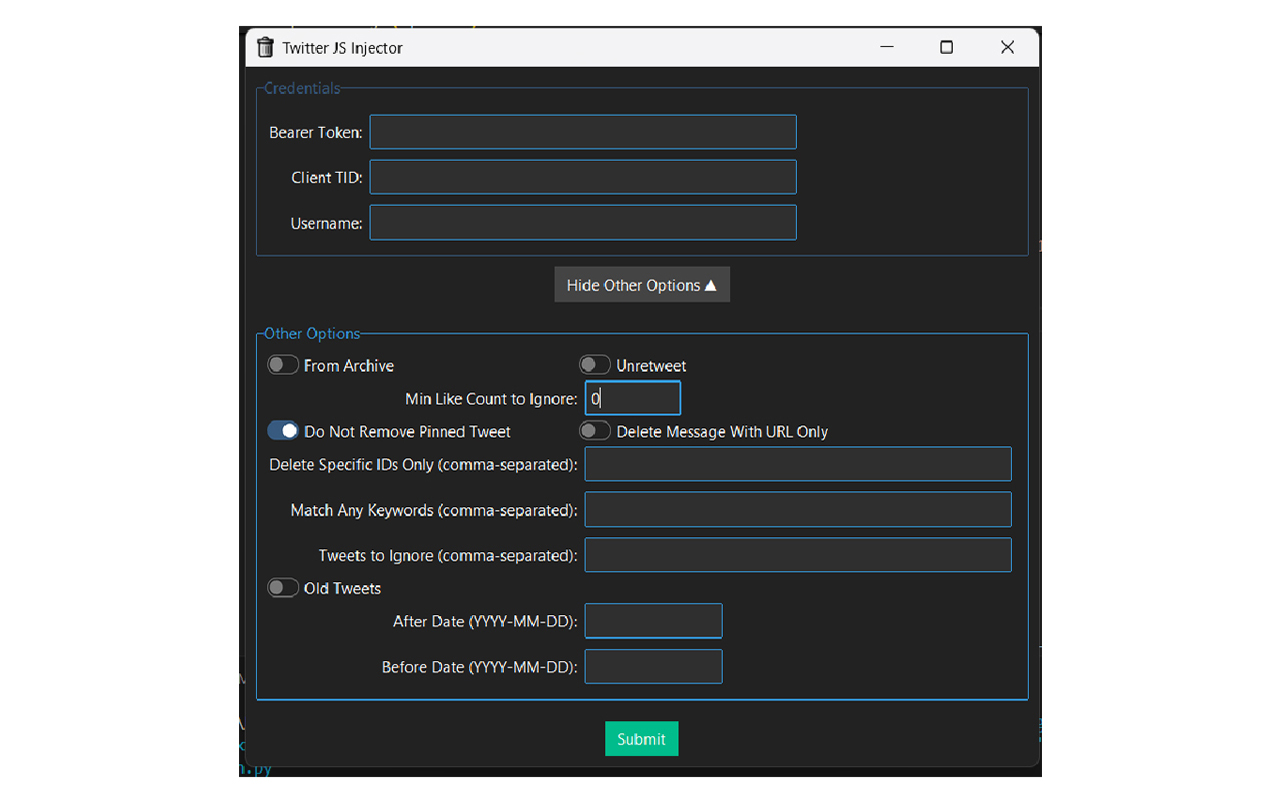 Twitter JS Injector
Credentials
Bearer Token:
Client TID:
Username:
Hide Other Options ▲
Other Options
From Archive
Unretweet
Min Like Count to Ignore: 0
Do Not Remove Pinned Tweet
Delete Message With URL Only
Delete Specific IDs Only (comma-separated):
Match Any Keywords (comma-separated):
Tweets to Ignore (comma-separated):
Old Tweets
After Date (YYYY-MM-DD):
Before Date (YYYY-MM-DD):
Submit
n.py